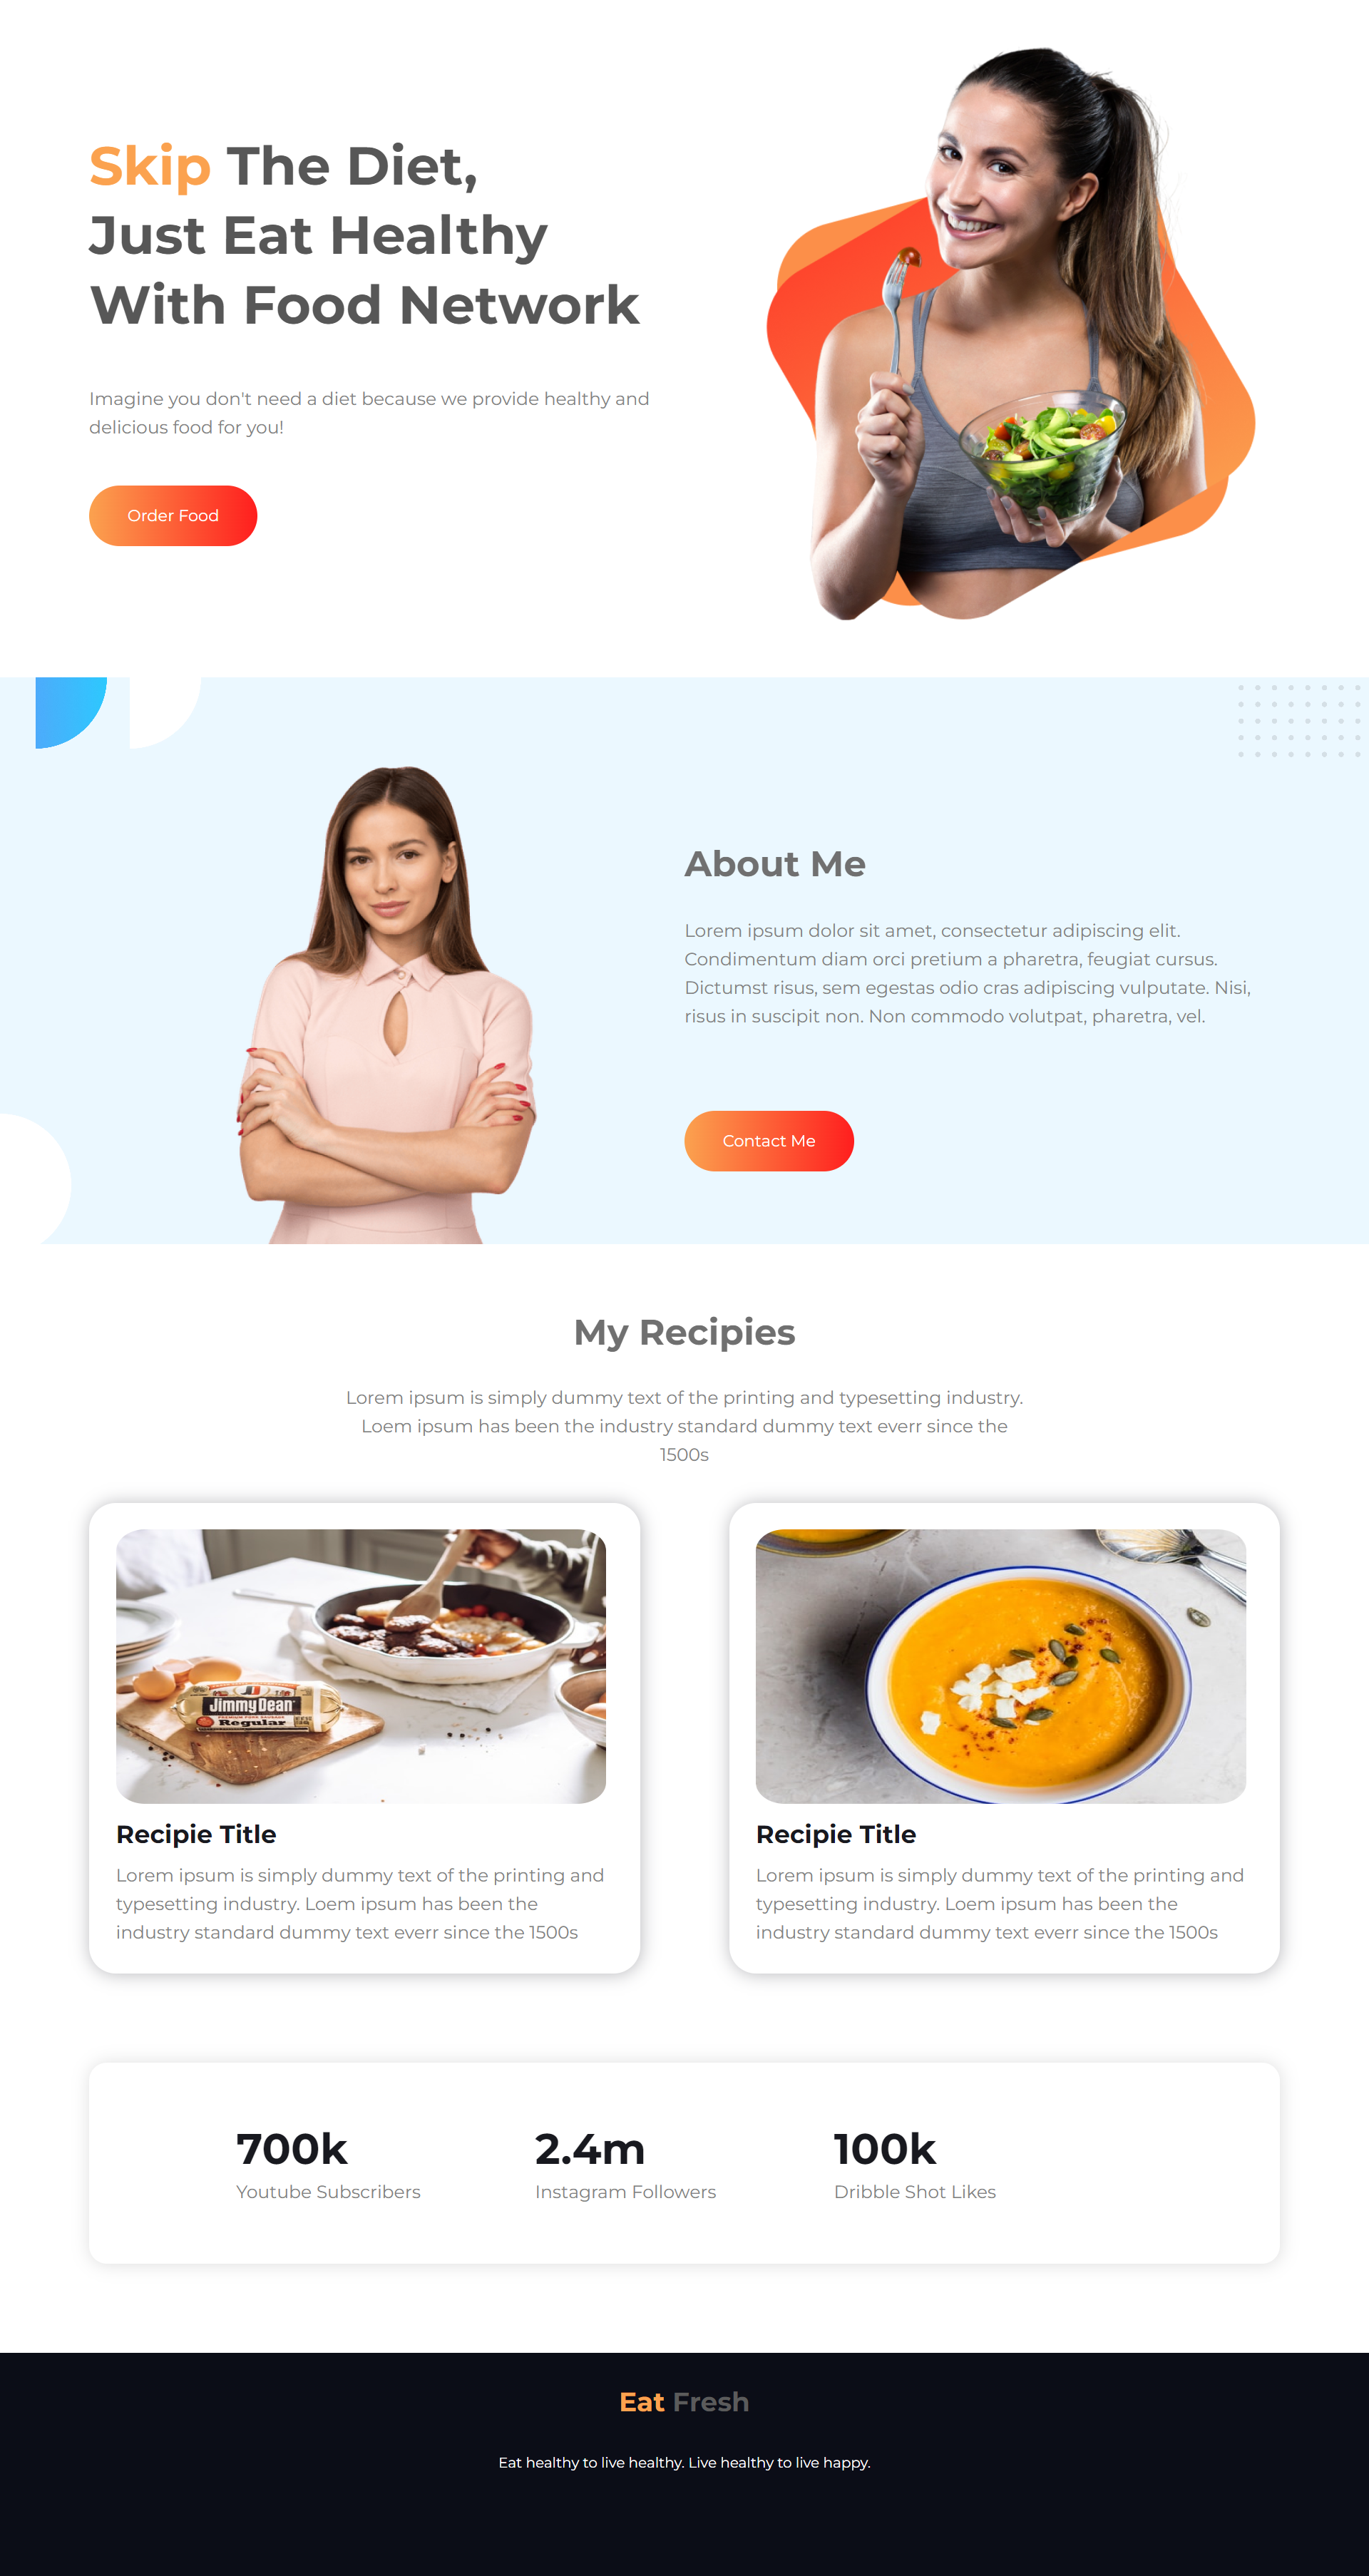 Skip The Diet,
Just Eat Healthy
With Food Network
Imagine you don't need a diet because we provide healthy and
delicious food for you!
Order Food
About Me
Lorem ipsum dolor sit amet, consectetur adipiscing elit.
Condimentum diam orci pretium a pharetra, feugiat cursus.
Dictumst risus, sem egestas odio cras adipiscing vulputate. Nisi,
risus in suscipit non. Non commodo volutpat, pharetra, vel.
Contact Me
My Recipies
Lorem ipsum is simply dummy text of the printing and typesetting industry.
Loem ipsum has been the industry standard dummy text everr since the
1500s
Jimmy Dean
PREMIUM PORK SAUSAGE
Regular
Recipie Title
Lorem ipsum is simply dummy text of the printing and
typesetting industry. Loem ipsum has been the
industry standard dummy text everr since the 1500s
Recipie Title
Lorem ipsum is simply dummy text of the printing and
typesetting industry. Loem ipsum has been the
industry standard dummy text everr since the 1500s
700k
Youtube Subscribers
2.4m
Instagram Followers
100k
Dribble Shot Likes
Eat Fresh
Eat healthy to live healthy. Live healthy to live happy.